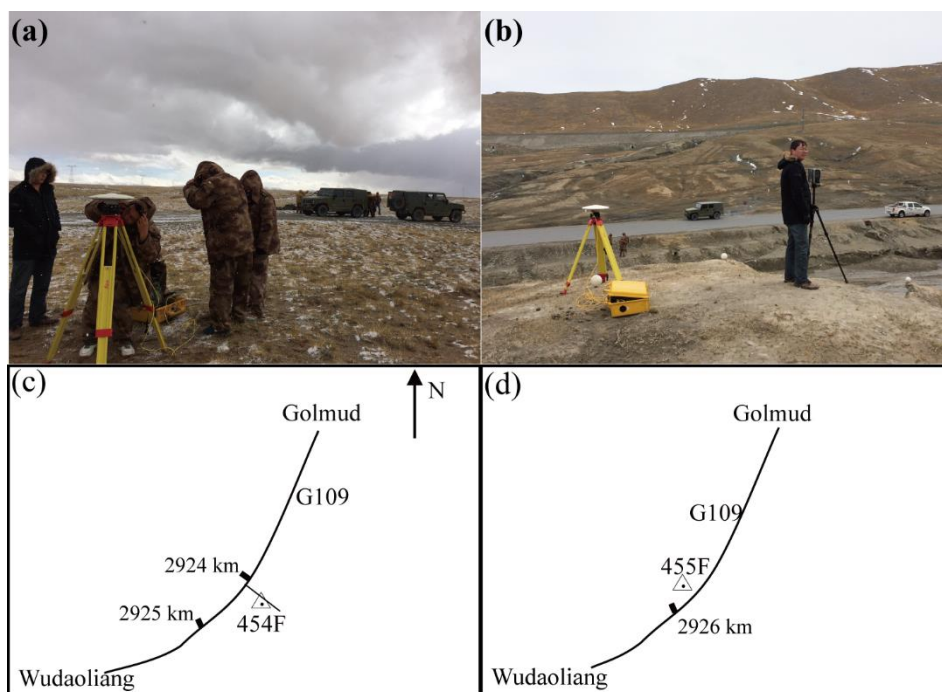 (a)
(b)
(c)
N
Golmud
G109
2924 km
2925 km
454F
Wudaoliang
(d)
Golmud
G109
455F
2926 km
Wudaoliang